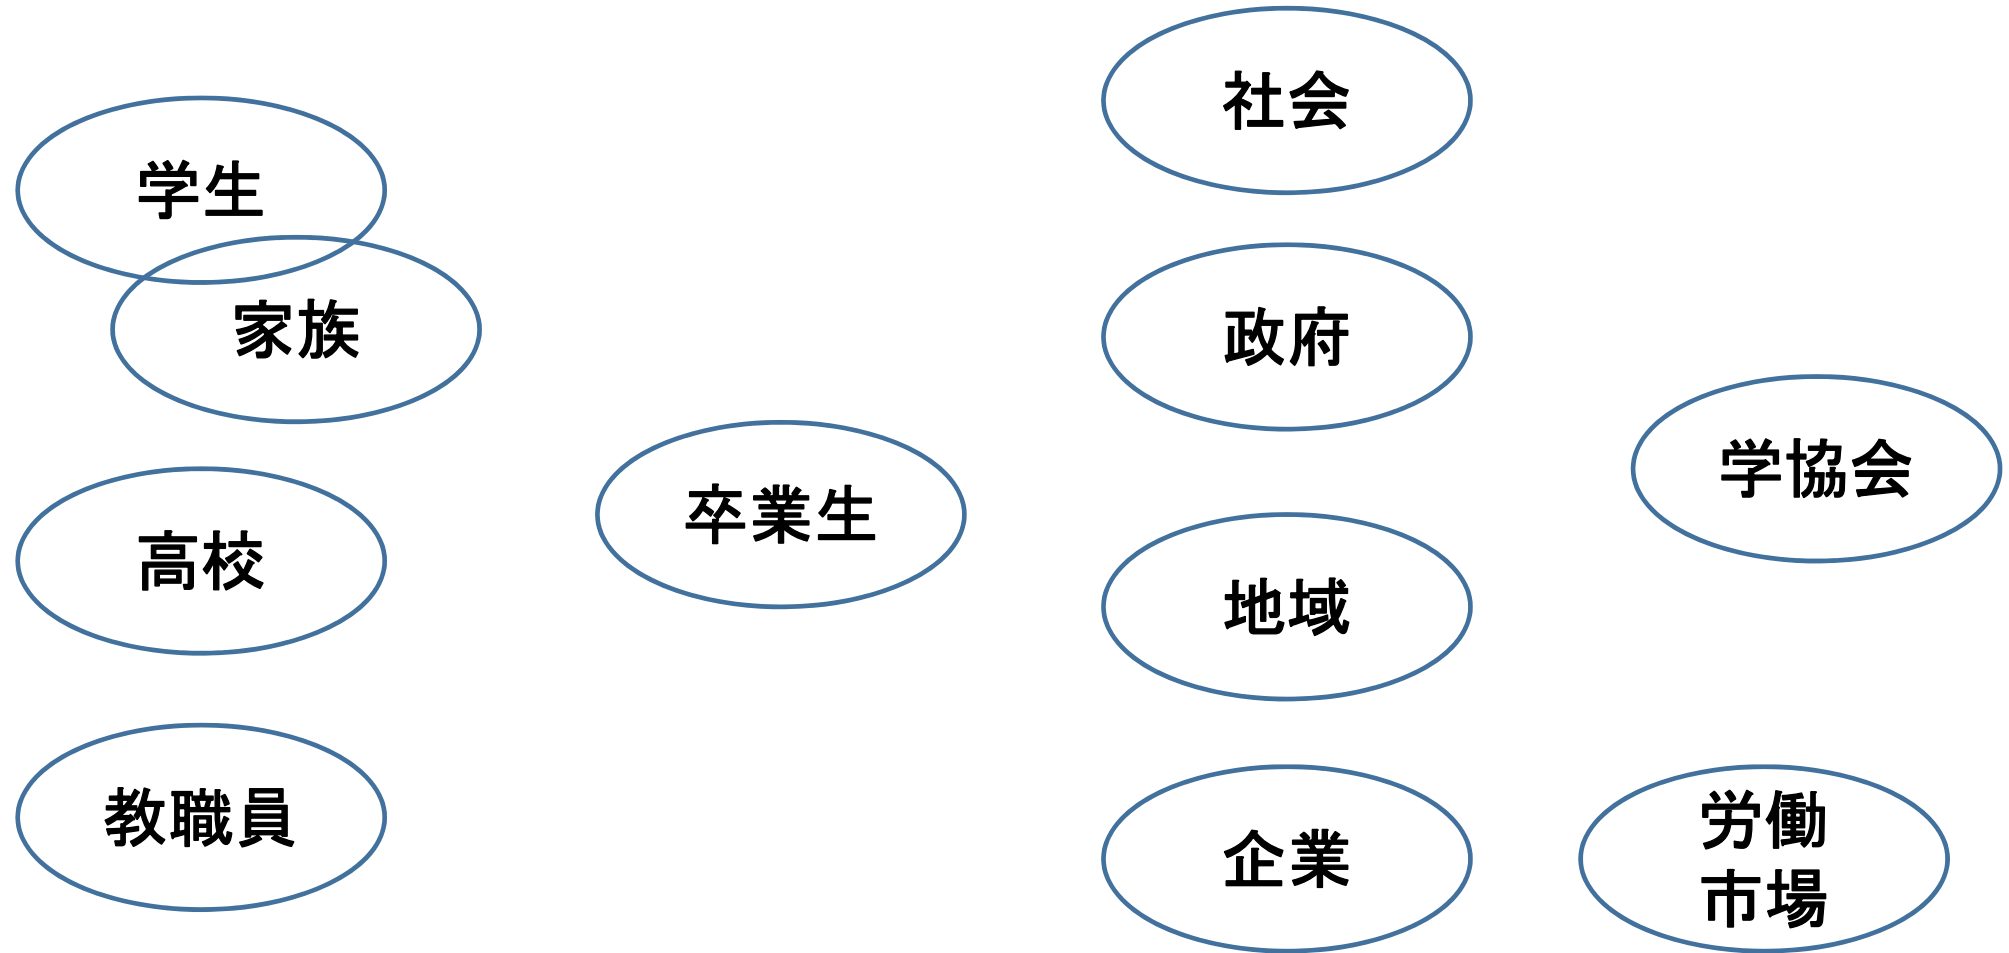 学生
家族
高校
教職員
卒業生
社会
政府
地域
企業
学協会
労働
市場